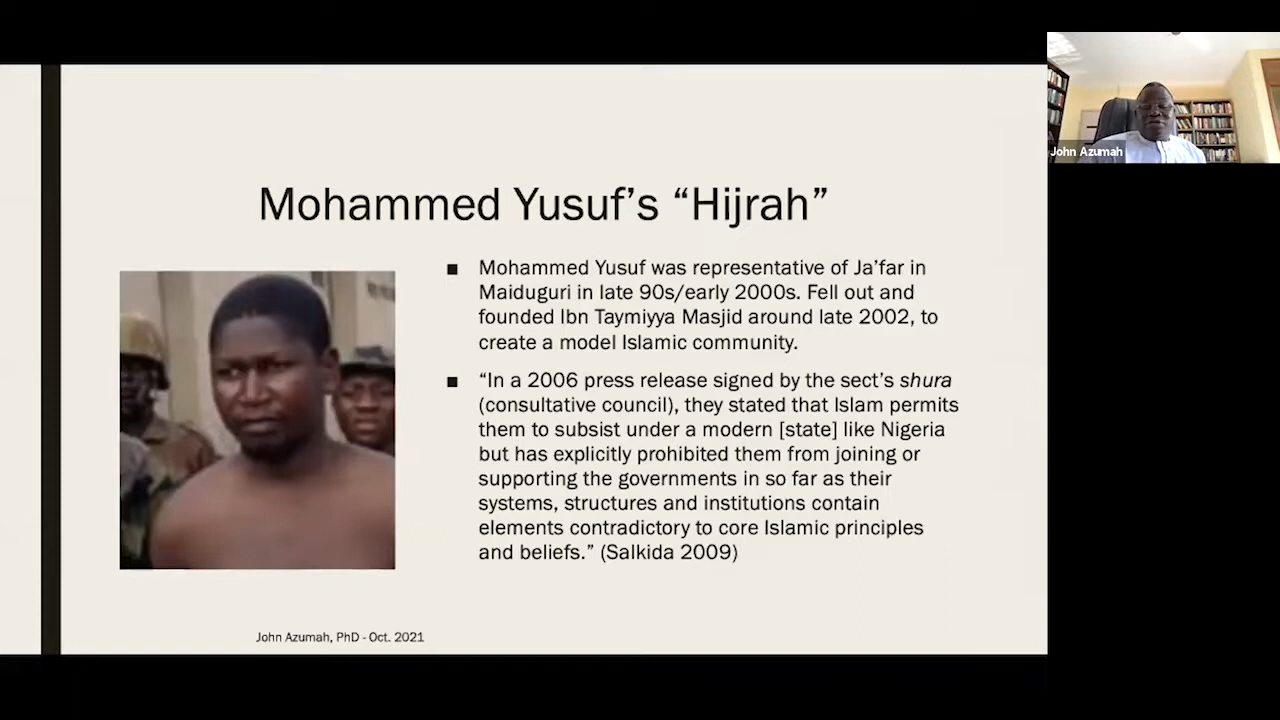 John Azumah
Mohammed Yusuf’s “Hijrah”
■ Mohammed Yusuf was representative of Ja’far in
Maiduguri in late 90s/early 2000s. Fell out and
founded Ibn Taymiyya Masjid around late 2002, to
create a model Islamic community.
■ “In a 2006 press release signed by the sect’s shura
(consultative council), they stated that Islam permits
them to subsist under a modern [state] like Nigeria
but has explicitly prohibited them from joining or
supporting the governments in so far as their
systems, structures and institutions contain
elements contradictory to core Islamic principles
and beliefs.” (Salkida 2009)
John Azumah, PhD - Oct. 2021